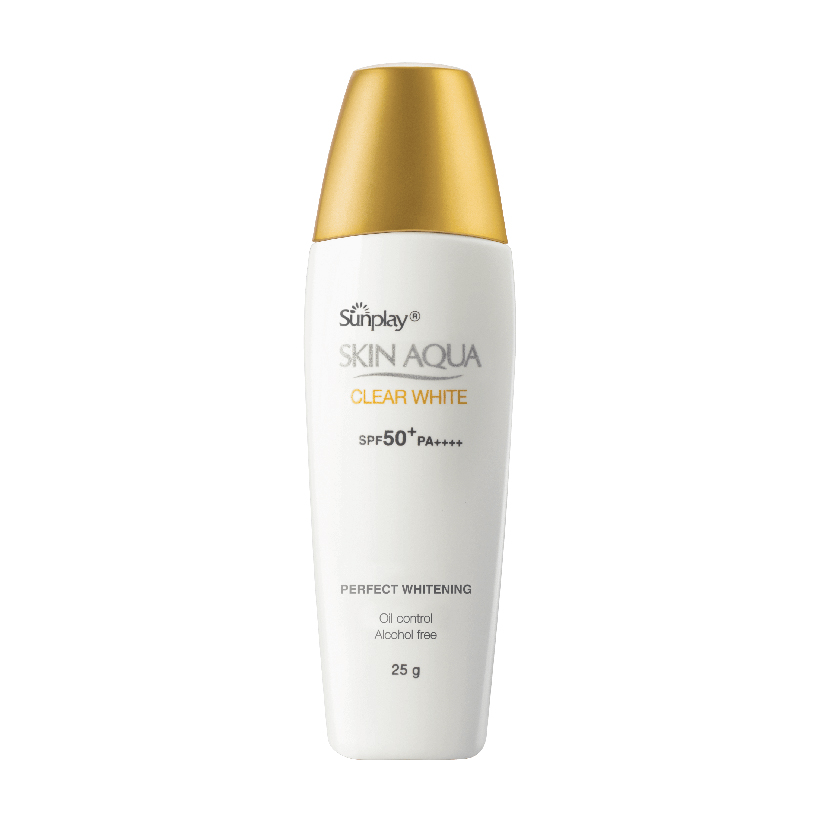 Sunplay®
SKIN AQUA
CLEAR WHITE
SPF50+PA++++
PERFECT WHITENING
Oil control
Alcohol free
25 g